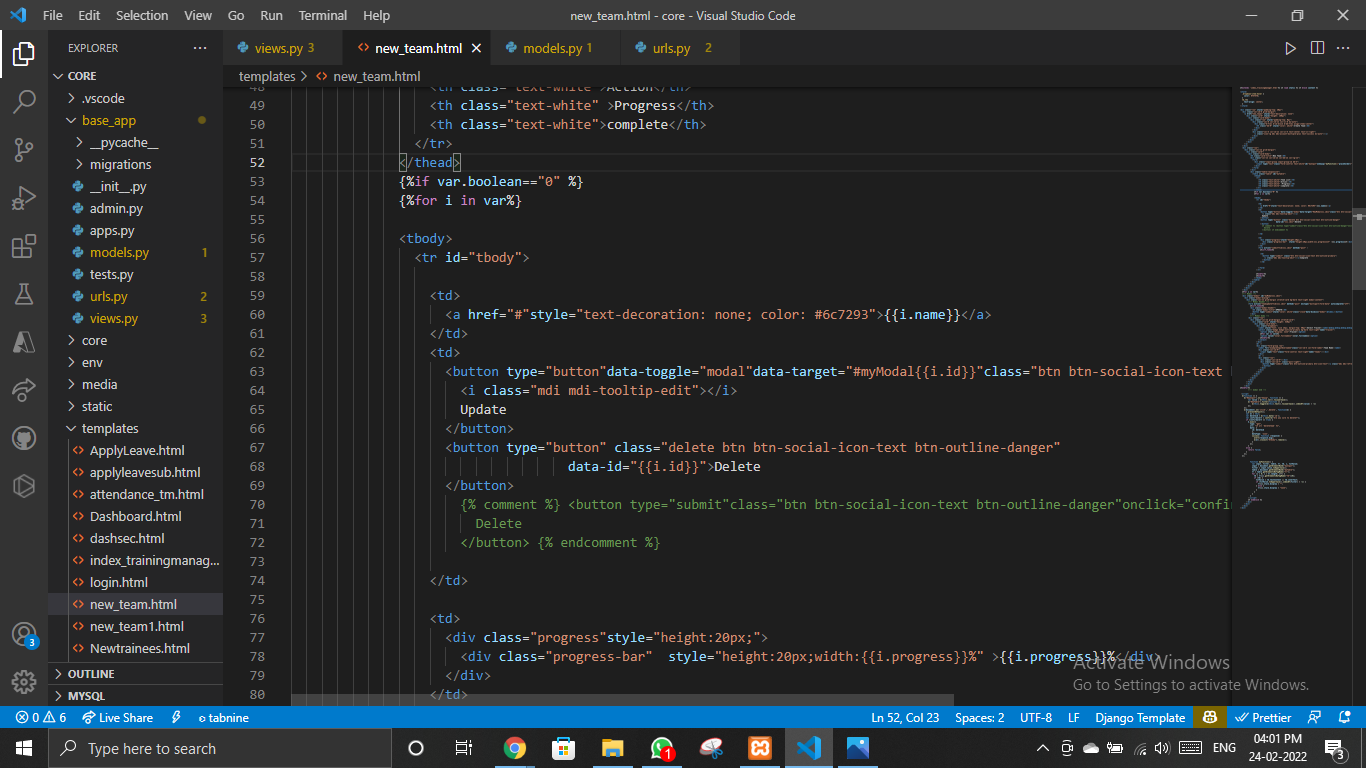 File Edit Selection View Go Run Terminal Help new_team.html - core - Visual Studio Code
EXPLORER
views.py 3 new_team.html models.py 1 urls.py 2
CORE
templates > new_team.html
.vscode
base_app
__pycache__
migrations
__init__.py
admin.py
apps.py
models.py 1
tests.py
urls.py 2
views.py 3
core
env
media
static
templates
ApplyLeave.html
applyleavesub.html
attendance_tm.html
Dashboard.html
dashsec.html
index_trainingmanag...
login.html
new_team.html
new_team1.html
Newtrainees.html
OUTLINE
MYSQL
48 <th class="text-white">Action</th>
49 <th class="text-white" >Progress</th>
50 <th class="text-white">complete</th>
51 </tr>
52 </thead>
53 {%if var.boolean=="0" %}
54 {%for i in var%}
55
56 <tbody>
57 <tr id="tbody">
58
59 <td>
60 <a href="#"style="text-decoration: none; color: #6c7293">{{i.name}}</a>
61 </td>
62 <td>
63 <button type="button"data-toggle="modal"data-target="#myModal{{i.id}}"class="btn btn-social-icon-text
64 <i class="mdi mdi-tooltip-edit"></i>
65 Update
66 </button>
67 <button type="button" class="delete btn btn-social-icon-text btn-outline-danger"
68 data-id="{{i.id}}">Delete
69 </button>
70 {% comment %} <button type="submit"class="btn btn-social-icon-text btn-outline-danger"onclick="confi
71 Delete
72 </button> {% endcomment %}
73
74 </td>
75
76 <td>
77 <div class="progress"style="height:20px;">
78 <div class="progress-bar"  style="height:20px;width:{{i.progress}}%" >{{i.progress}}%</div>
79 </div>
80 </td>
Activate Windows
Go to Settings to activate Windows.
0 6 Live Share tabnine Ln 52, Col 23 Spaces: 2 UTF-8 LF Django Template Prettier
Type here to search
1
3
ENG
04:01 PM
24-02-2022
3